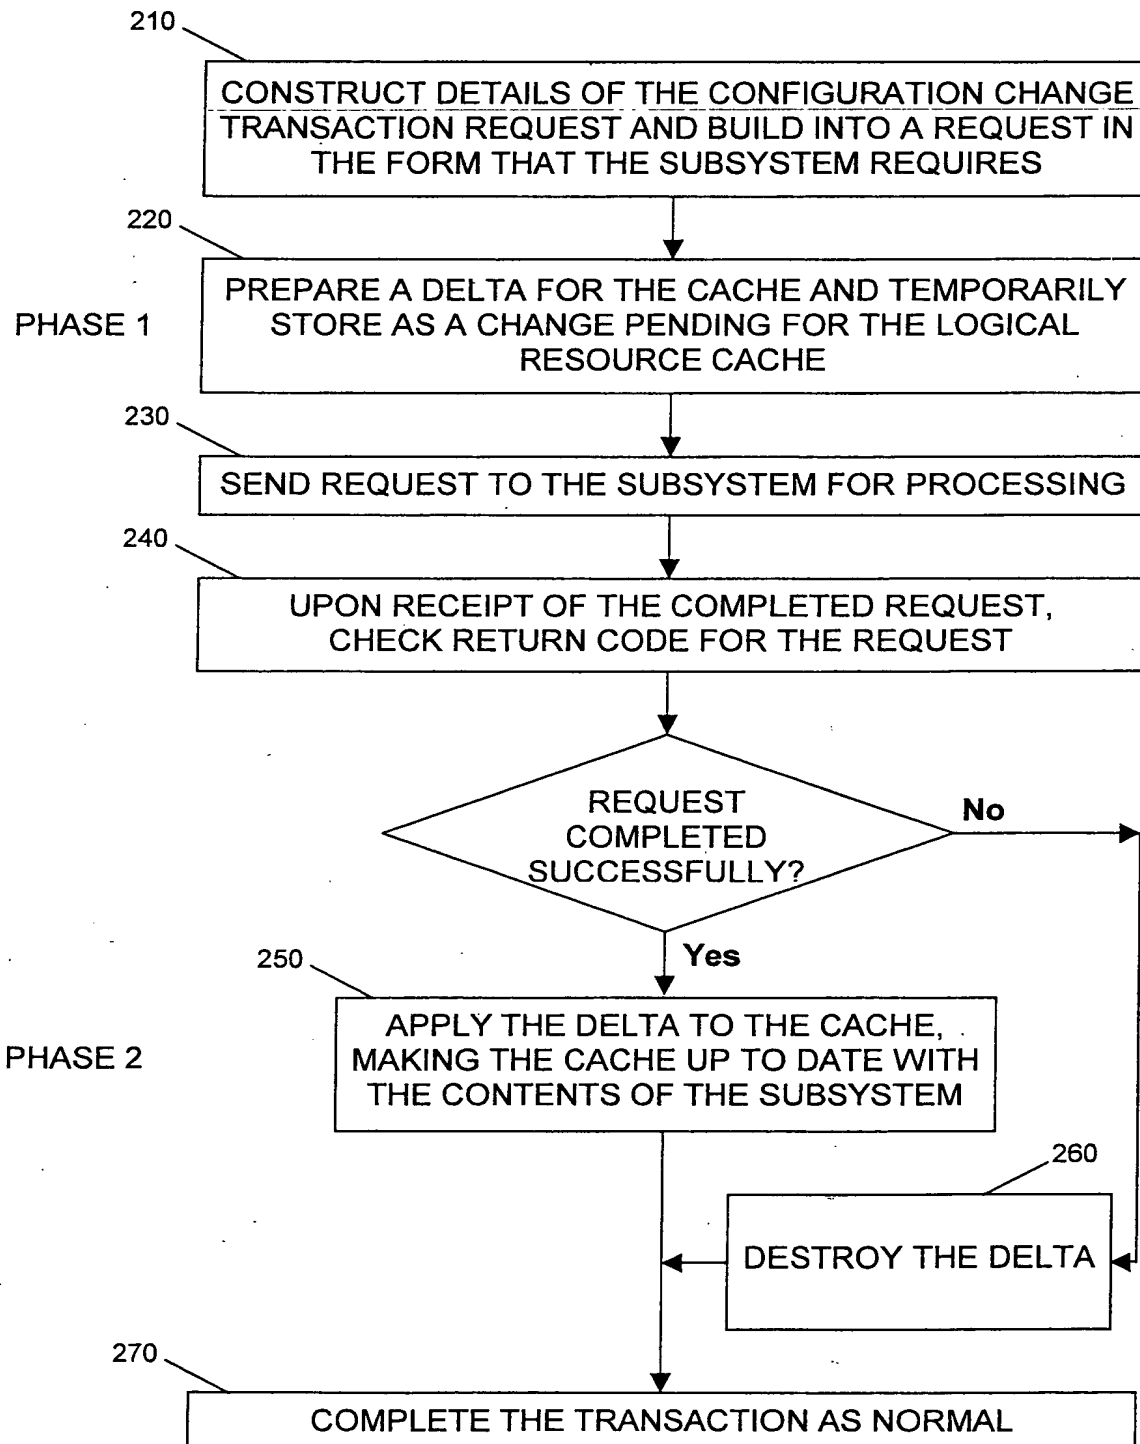 210
CONSTRUCT DETAILS OF THE CONFIGURATION CHANGE
TRANSACTION REQUEST AND BUILD INTO A REQUEST IN
THE FORM THAT THE SUBSYSTEM REQUIRES
220
PHASE 1
PREPARE A DELTA FOR THE CACHE AND TEMPORARILY
STORE AS A CHANGE PENDING FOR THE LOGICAL
RESOURCE CACHE
230
SEND REQUEST TO THE SUBSYSTEM FOR PROCESSING
240
UPON RECEIPT OF THE COMPLETED REQUEST,
CHECK RETURN CODE FOR THE REQUEST
REQUEST
COMPLETED
SUCCESSFULLY?
No
Yes
250
PHASE 2
APPLY THE DELTA TO THE CACHE,
MAKING THE CACHE UP TO DATE WITH
THE CONTENTS OF THE SUBSYSTEM
260
DESTROY THE DELTA
270
COMPLETE THE TRANSACTION AS NORMAL